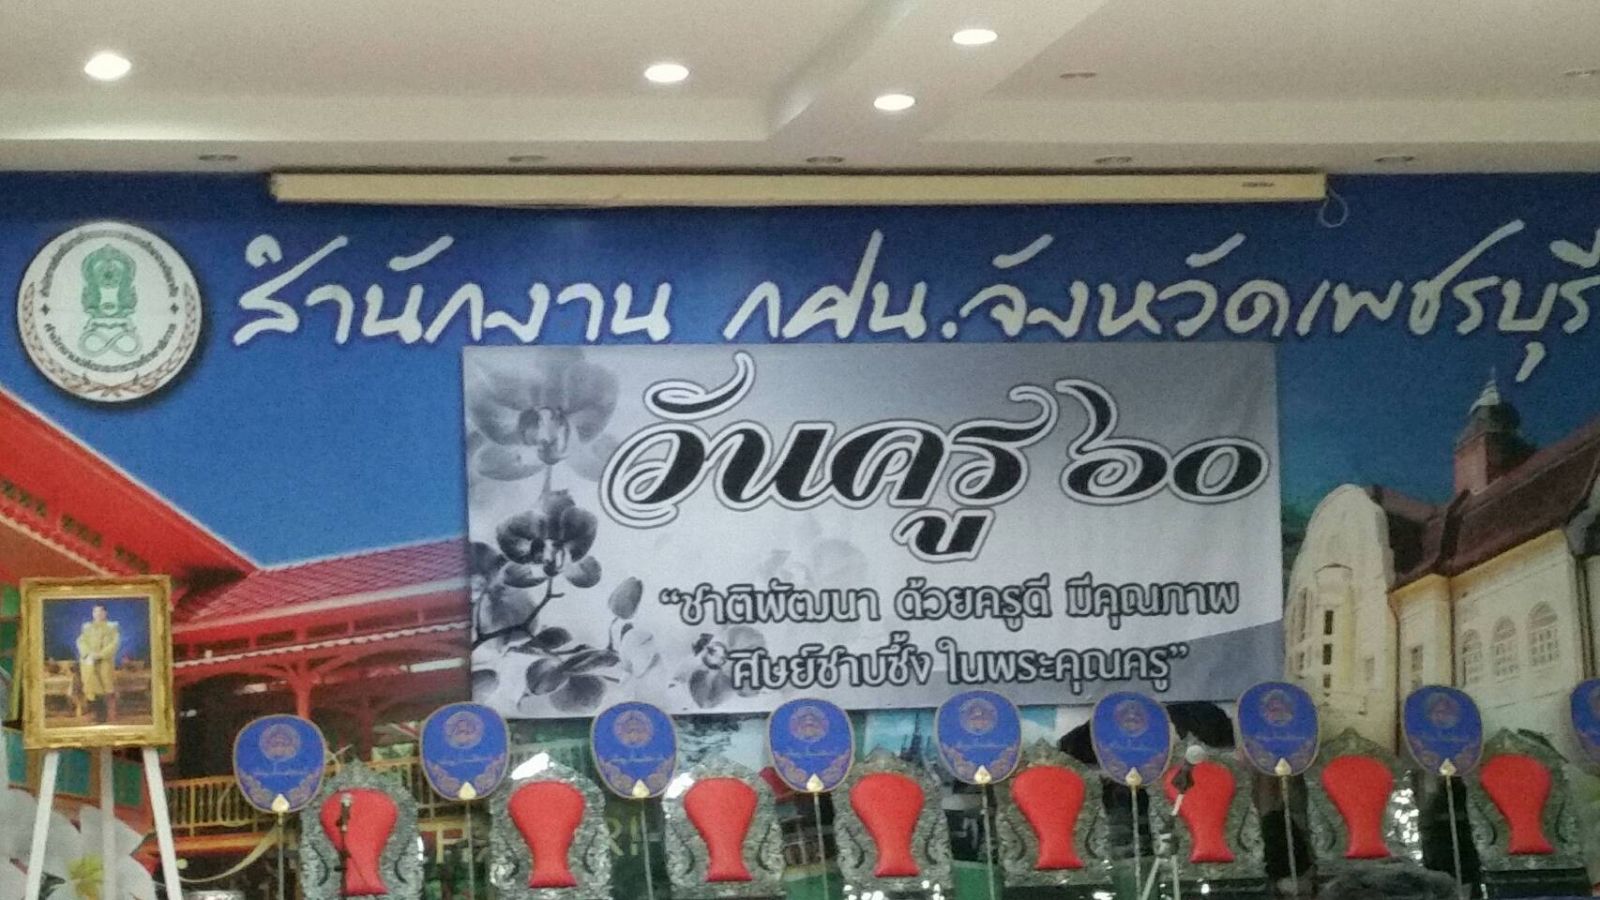 สำนักงาน กศน.จังหวัดเพชรบุรี
วันครู ๖๐
“ชาติพัฒนา ด้วยครูดี มีคุณภาพ
ศิษย์ซาบซึ้ง ในพระคุณครู”